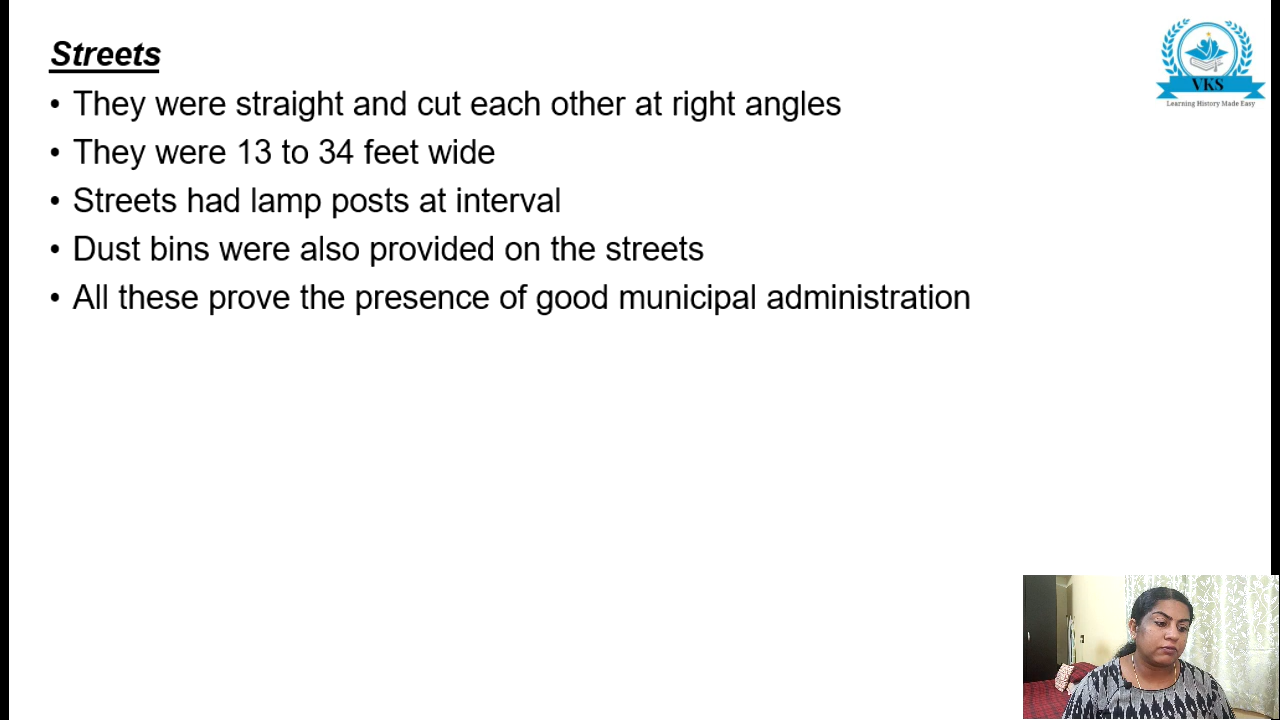 Streets
• They were straight and cut each other at right angles
• They were 13 to 34 feet wide
• Streets had lamp posts at interval
• Dust bins were also provided on the streets
• All these prove the presence of good municipal administration
VKS
Learning History Made Easy